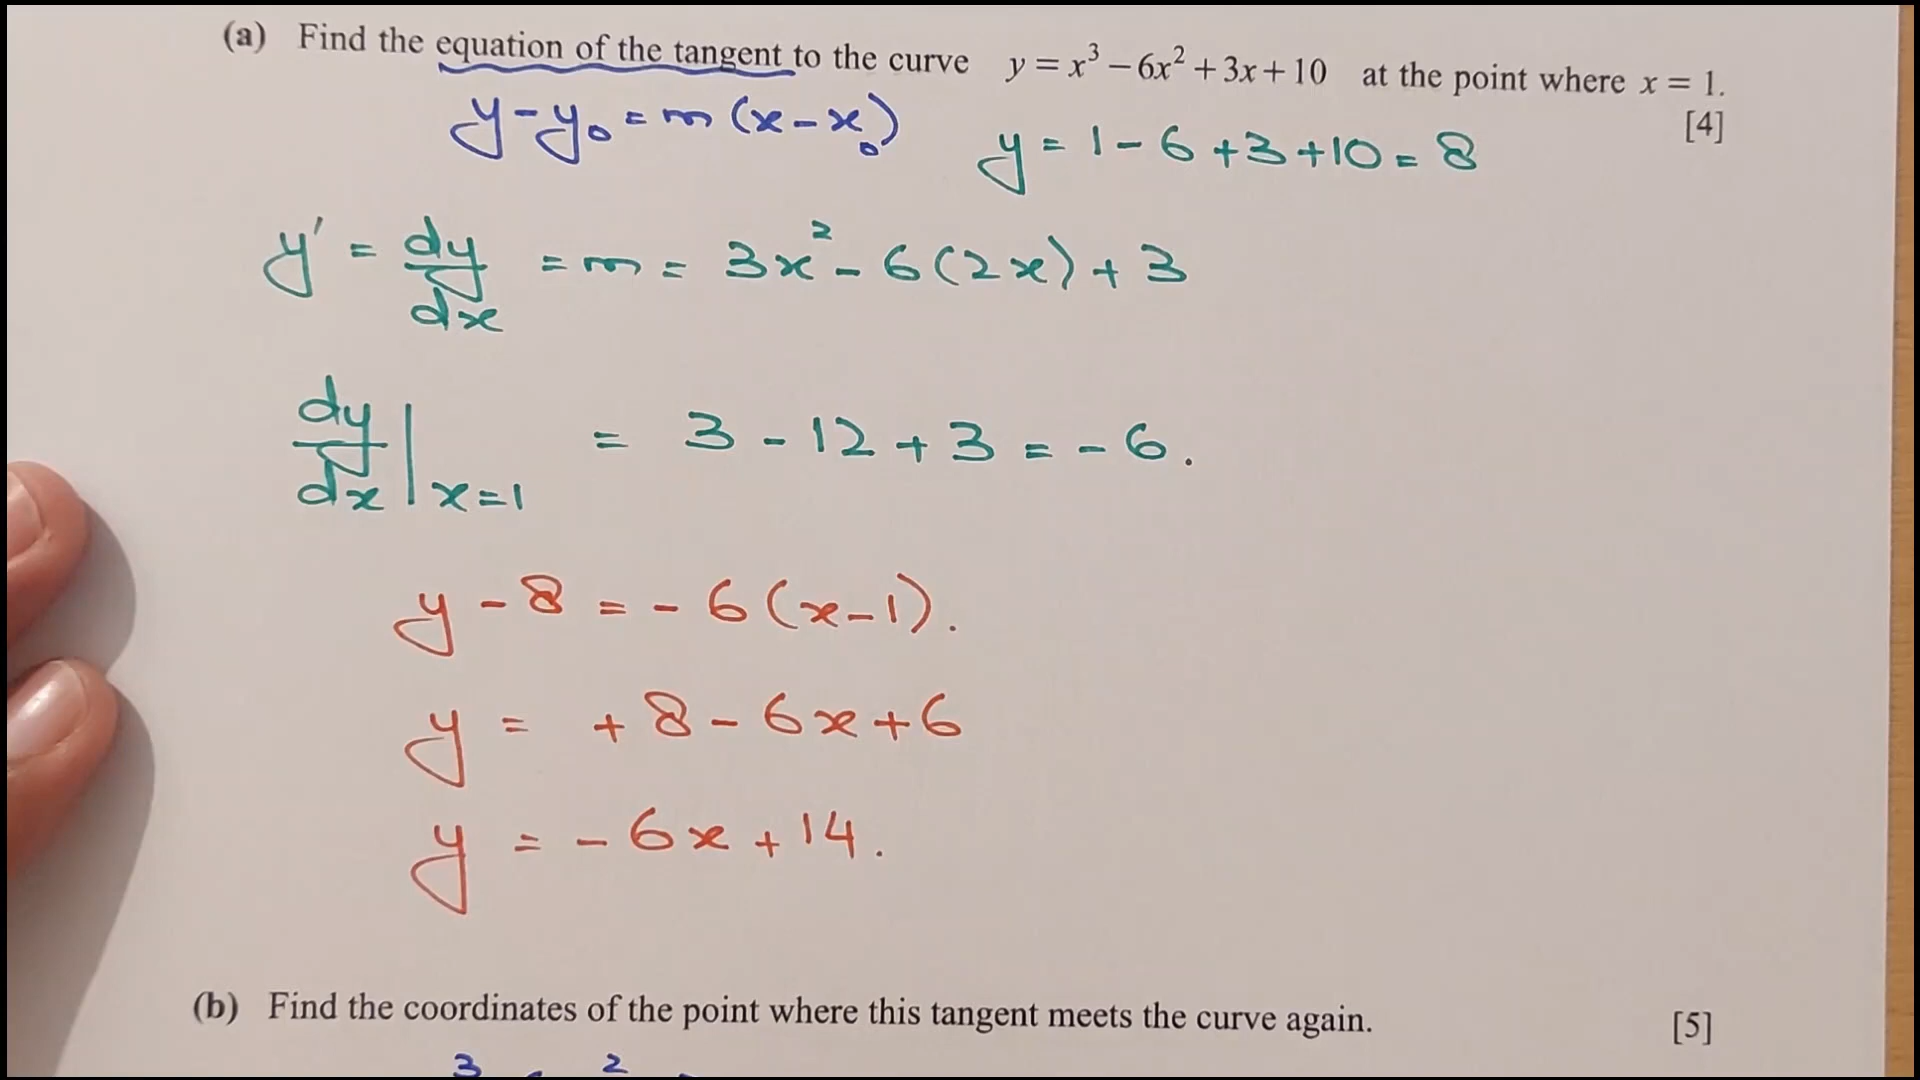 (a) Find the equation of the tangent to the curve y = x³ − 6x² + 3x + 10 at the point where x = 1.
[4]
y - y₀ = m (x - x₀)
y = 1 - 6 + 3 + 10 = 8
y' = dy/dx = m = 3x² - 6(2x) + 3
dy/dx | x=1 = 3 - 12 + 3 = -6.
y - 8 = -6(x-1).
y = +8 - 6x + 6
y = -6x + 14.
(b) Find the coordinates of the point where this tangent meets the curve again.
[5]
3 2